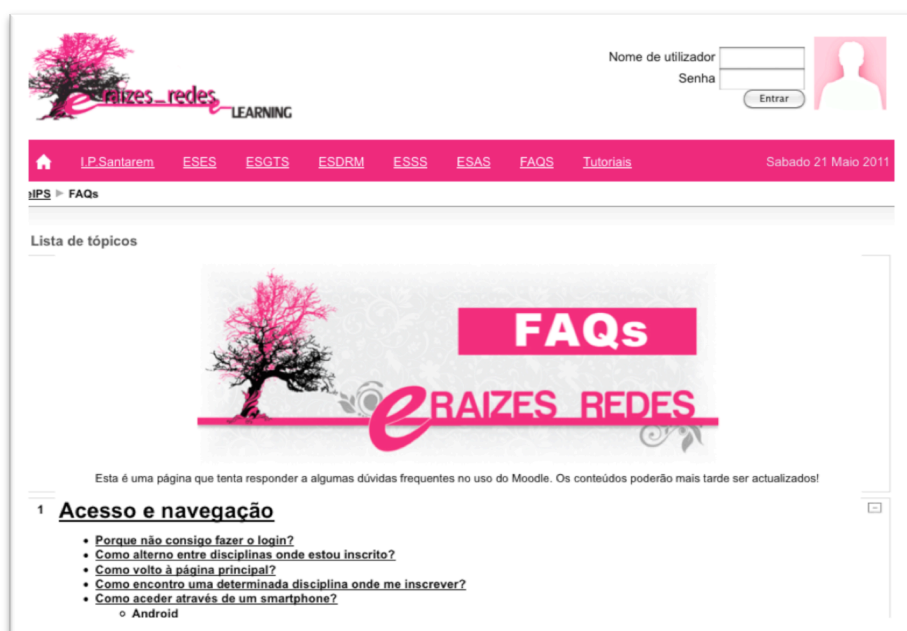 eraizes_redes
LEARNING
Nome de utilizador
Senha
Entrar
I.P.Santarem ESES ESGTS ESDRM ESSS ESAS FAQS Tutoriais Sabado 21 Maio 2011
eIPS ► FAQs
Lista de tópicos
FAQs
eRAIZES_REDES
Esta é uma página que tenta responder a algumas dúvidas frequentes no uso do Moodle. Os conteúdos poderão mais tarde ser actualizados!
1 Acesso e navegação
• Porque não consigo fazer o login?
• Como alterno entre disciplinas onde estou inscrito?
• Como volto à página principal?
• Como encontro uma determinada disciplina onde me inscrever?
• Como aceder através de um smartphone?
○ Android